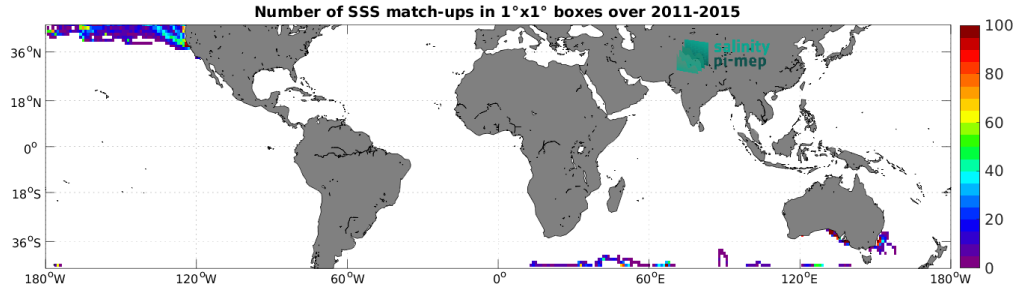 Number of SSS match-ups in 1°x1° boxes over 2011-2015
salinity
pi-mep
36°N
18°N
0°
18°S
36°S
180°W
120°W
60°W
0°
60°E
120°E
180°W
100
80
60
40
20
0